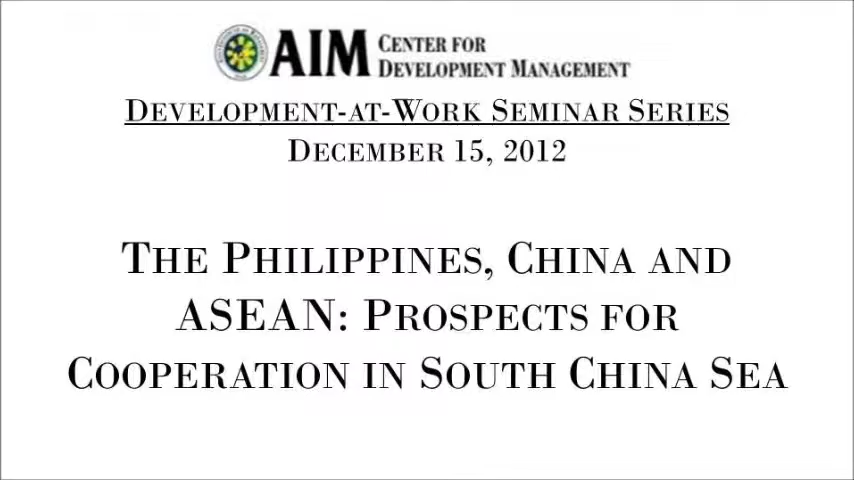 AIM CENTER FOR
DEVELOPMENT MANAGEMENT
DEVELOPMENT-AT-WORK SEMINAR SERIES
DECEMBER 15, 2012
THE PHILIPPINES, CHINA AND
ASEAN: PROSPECTS FOR
COOPERATION IN SOUTH CHINA SEA